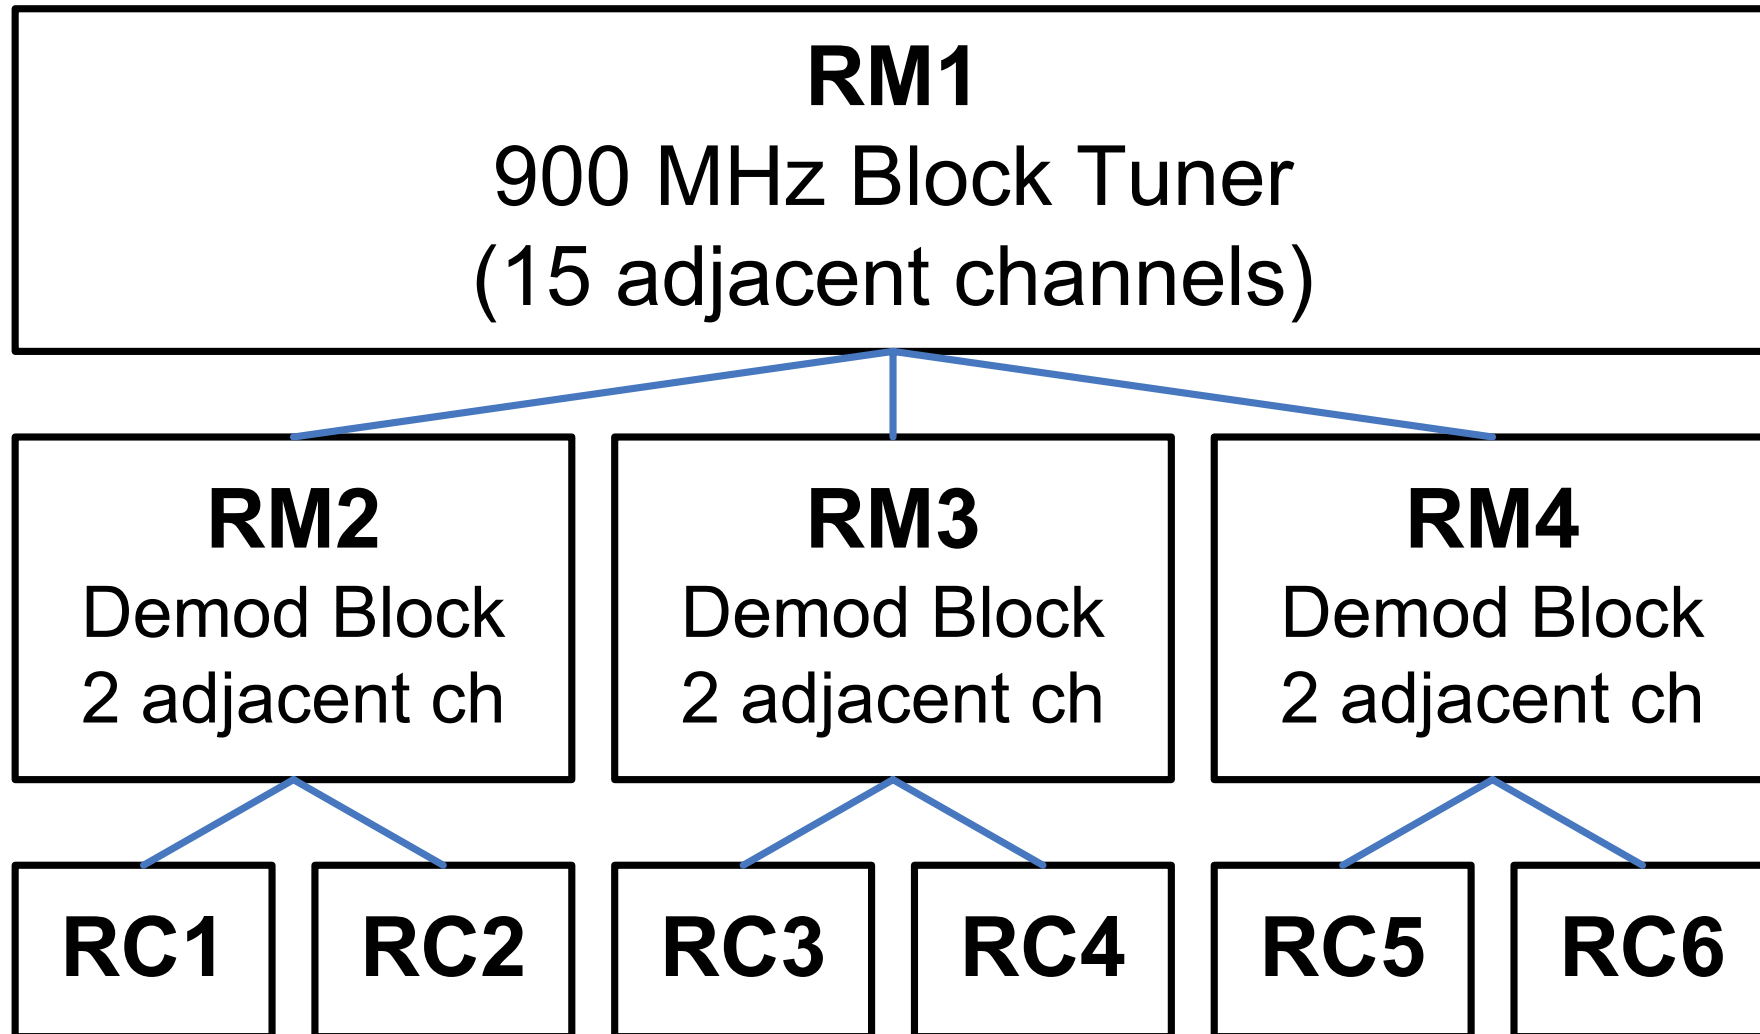 RM1
900 MHz Block Tuner
(15 adjacent channels)
RM2
Demod Block
2 adjacent ch
RM3
Demod Block
2 adjacent ch
RM4
Demod Block
2 adjacent ch
RC1
RC2
RC3
RC4
RC5
RC6